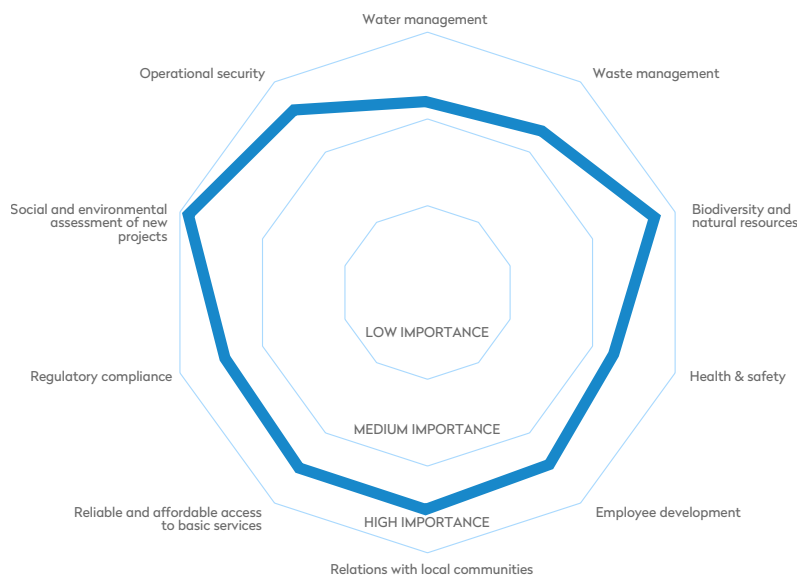 Water management
Operational security
Waste management
Social and environmental
assessment of new
projects
Biodiversity and
natural resources
LOW IMPORTANCE
Regulatory compliance
Health & safety
MEDIUM IMPORTANCE
Reliable and affordable access
to basic services
HIGH IMPORTANCE
Employee development
Relations with local communities